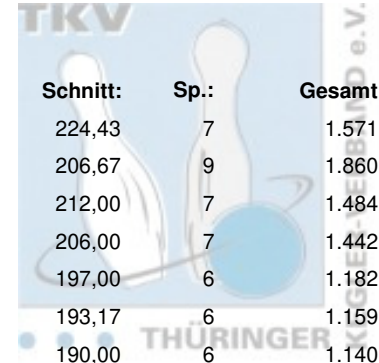 TKV
Schnitt: Sp.: Gesamt
224,43 7 1.571
206,67 9 1.860
212,00 7 1.484
206,00 7 1.442
197,00 6 1.182
193,17 6 1.159
190,00 6 1.140
THÜRINGER
KEGLER-VERBAND e.V.